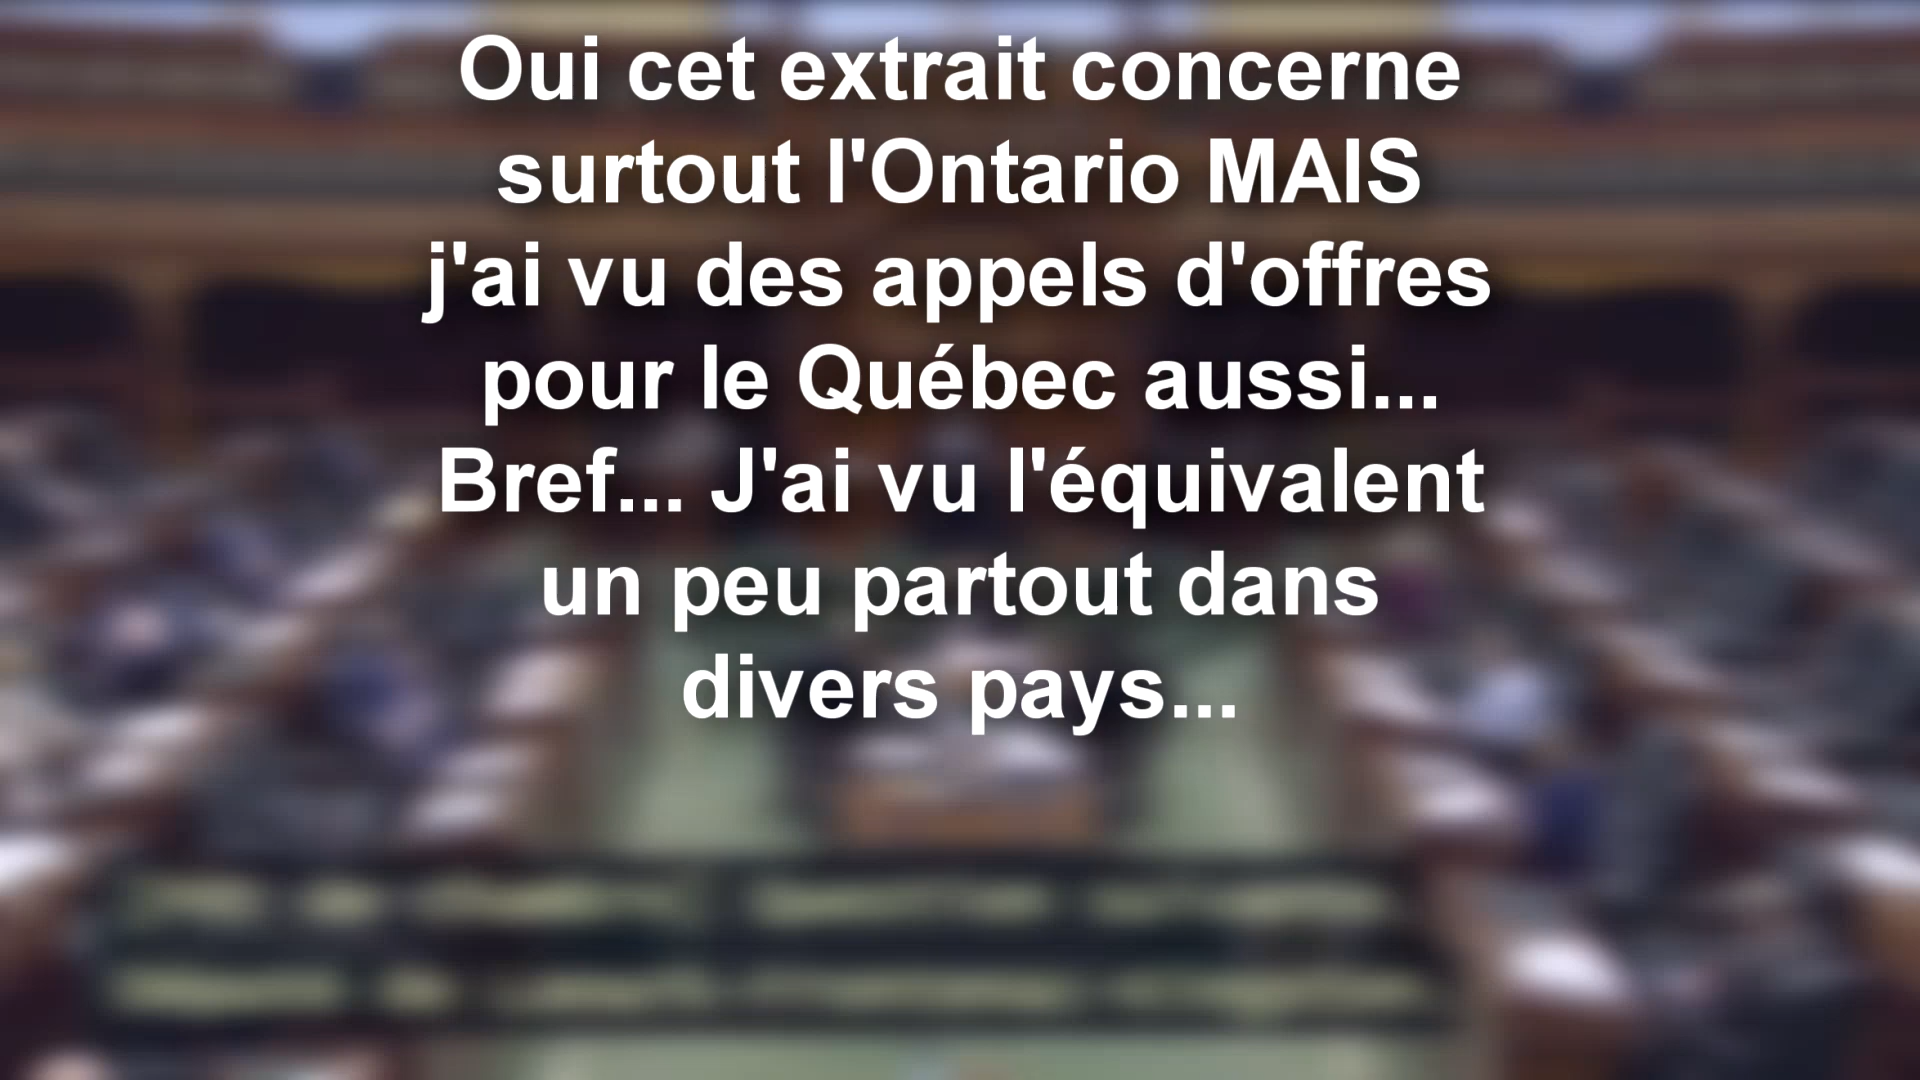 Oui cet extrait concerne
surtout l'Ontario MAIS
j'ai vu des appels d'offres
pour le Québec aussi...
Bref... J'ai vu l'équivalent
un peu partout dans
divers pays...